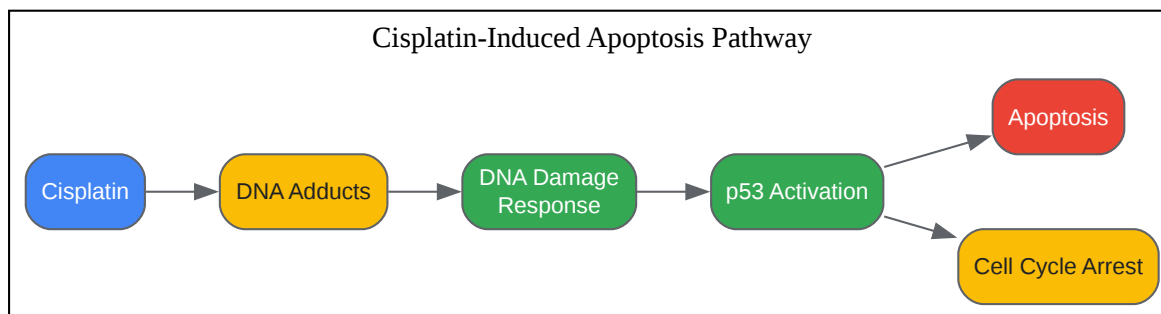 Cisplatin-Induced Apoptosis Pathway
Cisplatin
DNA Adducts
DNA Damage
Response
p53 Activation
Apoptosis
Cell Cycle Arrest